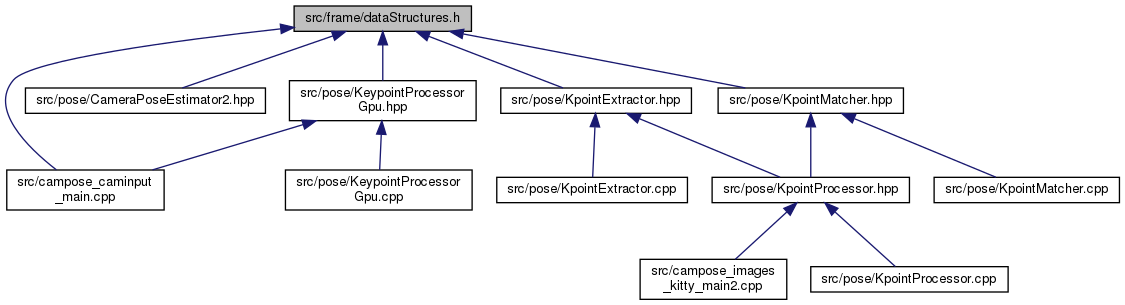 src/frame/dataStructures.h
src/pose/CameraPoseEstimator2.hpp
src/pose/KeypointProcessor
Gpu.hpp
src/pose/KpointExtractor.hpp
src/pose/KpointMatcher.hpp
src/campose_caminput
_main.cpp
src/pose/KeypointProcessor
Gpu.cpp
src/pose/KpointExtractor.cpp
src/pose/KpointProcessor.hpp
src/pose/KpointMatcher.cpp
src/campose_images
_kitty_main2.cpp
src/pose/KpointProcessor.cpp